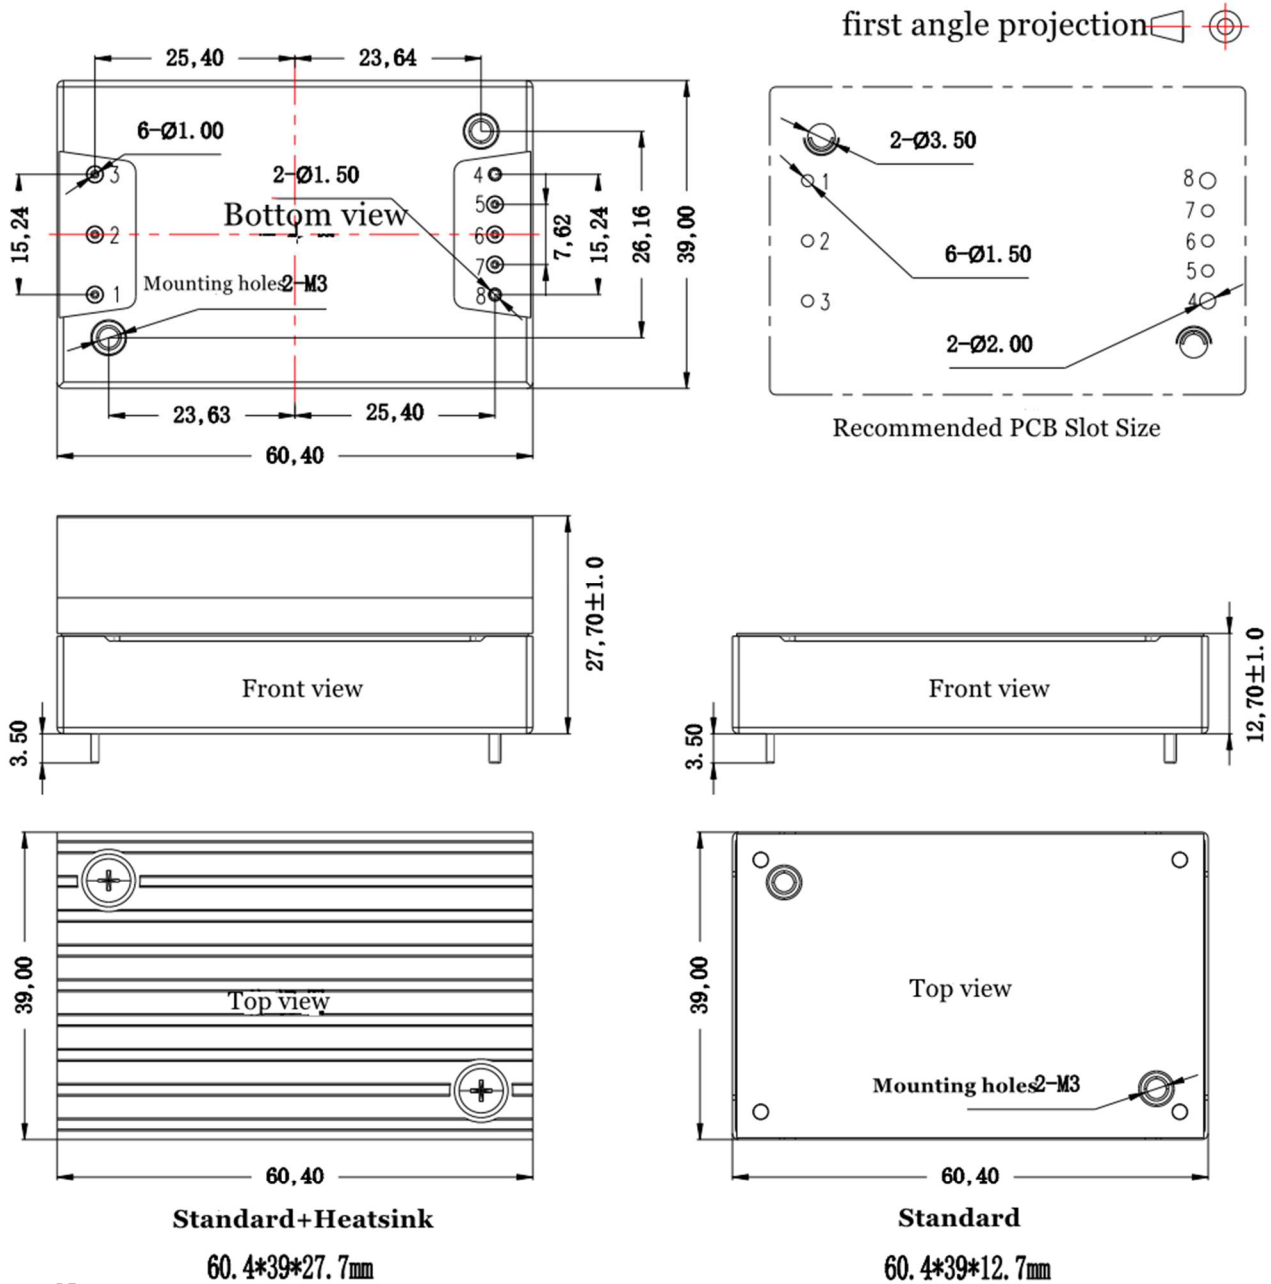 first angle projection
25,40
23,64
6-Ø1.00
2-Ø3.50
3
4
1
8
2-Ø1.50
5
7
15,24
Bottom view
7,62
15,24
26,16
39,00
2
6
2
6
6-Ø1.50
7
5
Mounting holes 2-M3
1
8
3
4
2-Ø2.00
23,63
25,40
60,40
Recommended PCB Slot Size
27,70±1.0
Front view
3.50
Front view
3.50
12,70±1.0
39,00
Top view
39,00
Top view
Mounting holes 2-M3
60,40
60,40
Standard+Heatsink
Standard
60.4*39*27.7mm
60.4*39*12.7mm